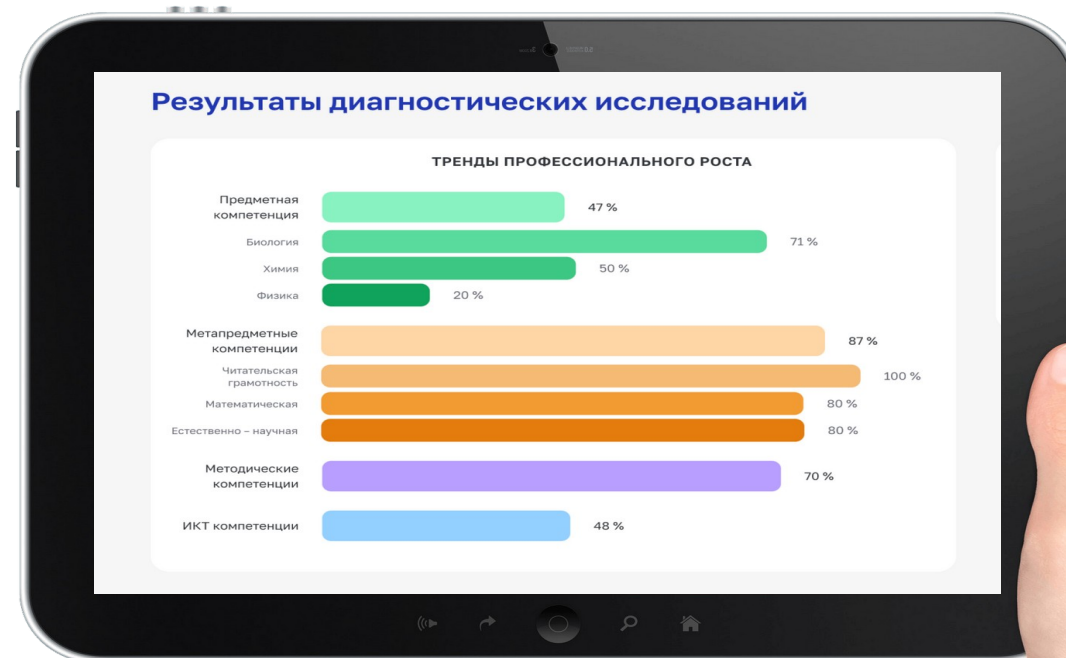 Результаты диагностических исследований
ТРЕНДЫ ПРОФЕССИОНАЛЬНОГО РОСТА
Предметная
компетенция
47 %
Биология
71 %
Химия
50 %
Физика
20 %
Метапредметные
компетенции
87 %
Читательская
грамотность
100 %
Математическая
80 %
Естественно – научная
80 %
Методические
компетенции
70 %
ИКТ компетенции
48 %